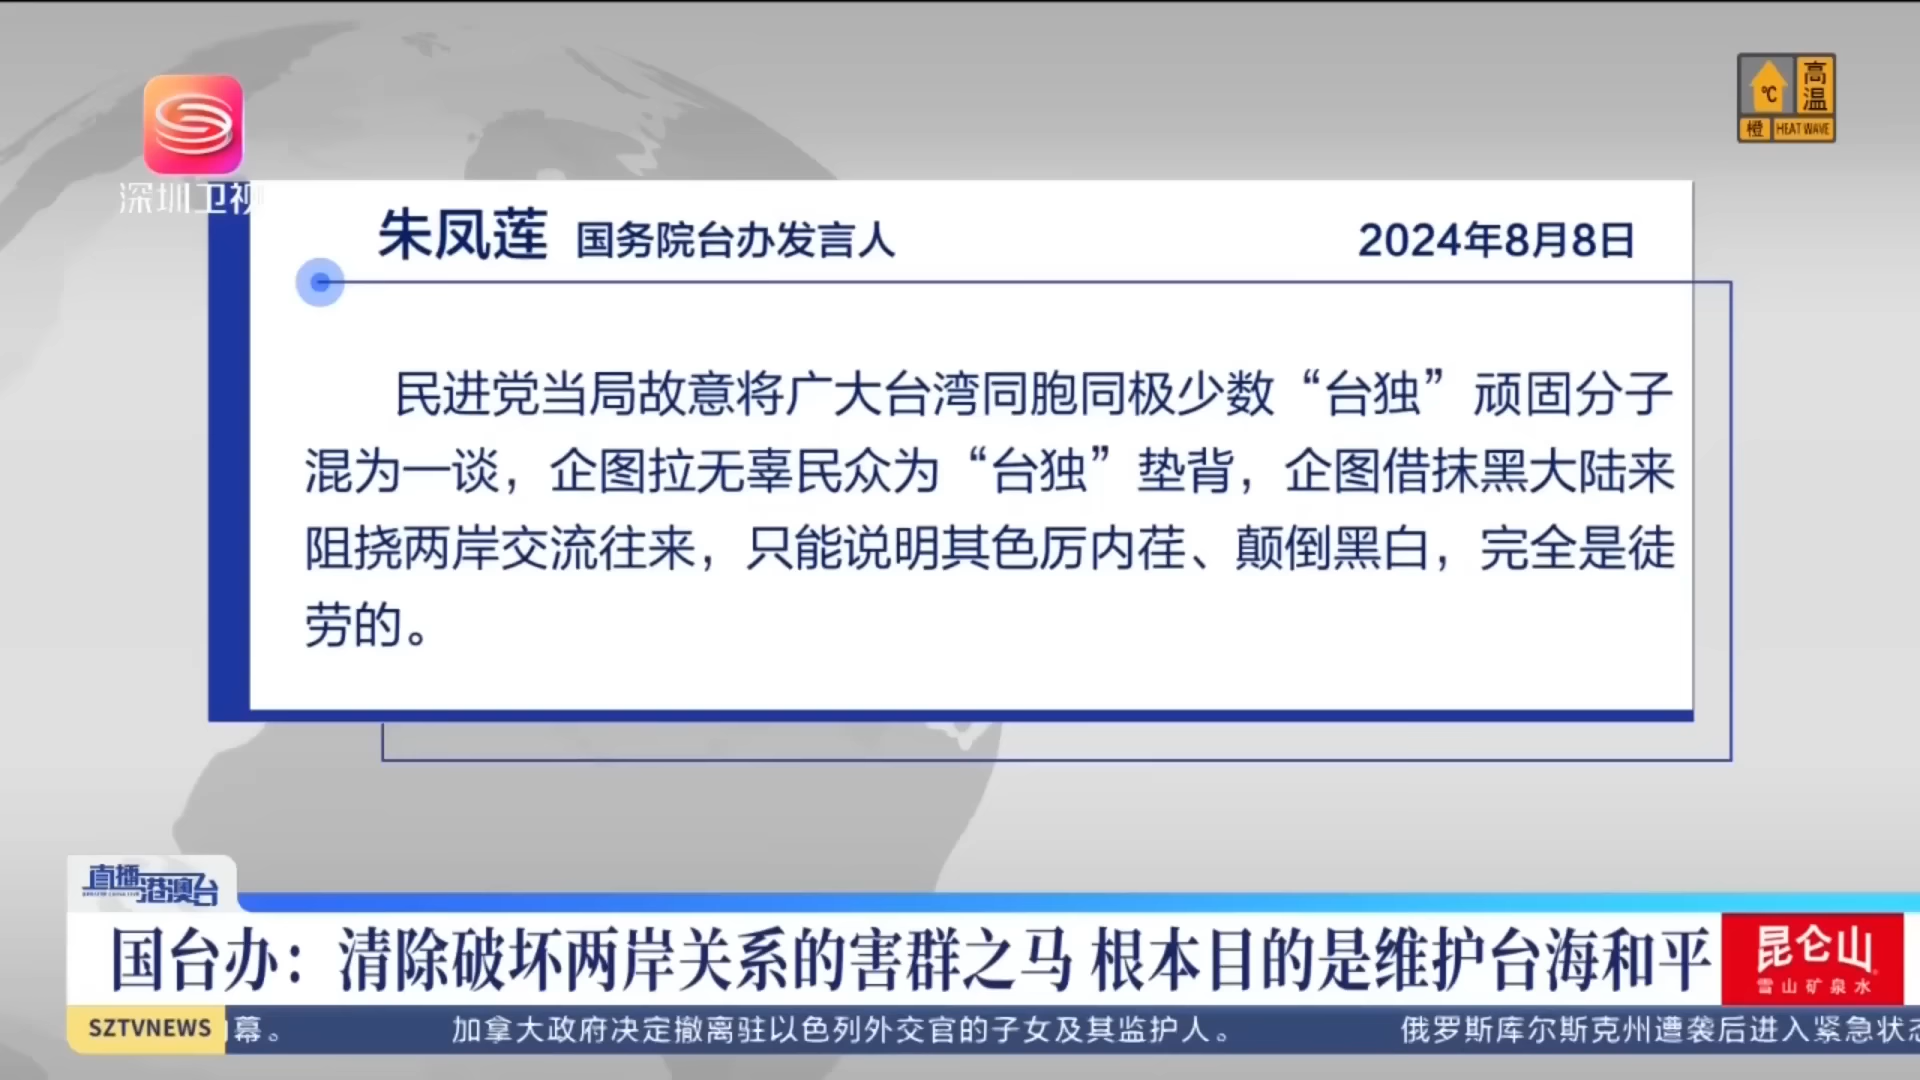 深圳卫视
高温
℃
橙 HEAT WAVE
朱凤莲 国务院台办发言人 2024年8月8日
民进党当局故意将广大台湾同胞同极少数“台独”顽固分子
混为一谈，企图拉无辜民众为“台独”垫背，企图借抹黑大陆来
阻挠两岸交流往来，只能说明其色厉内荏、颠倒黑白，完全是徒
劳的。
直播港澳台
国台办：清除破坏两岸关系的害群之马 根本目的是维护台海和平
昆仑山
雪山矿泉水
SZTVNEWS 幕。 加拿大政府决定撤离驻以色列外交官的子女及其监护人。 俄罗斯库尔斯克州遭袭后进入紧急状态